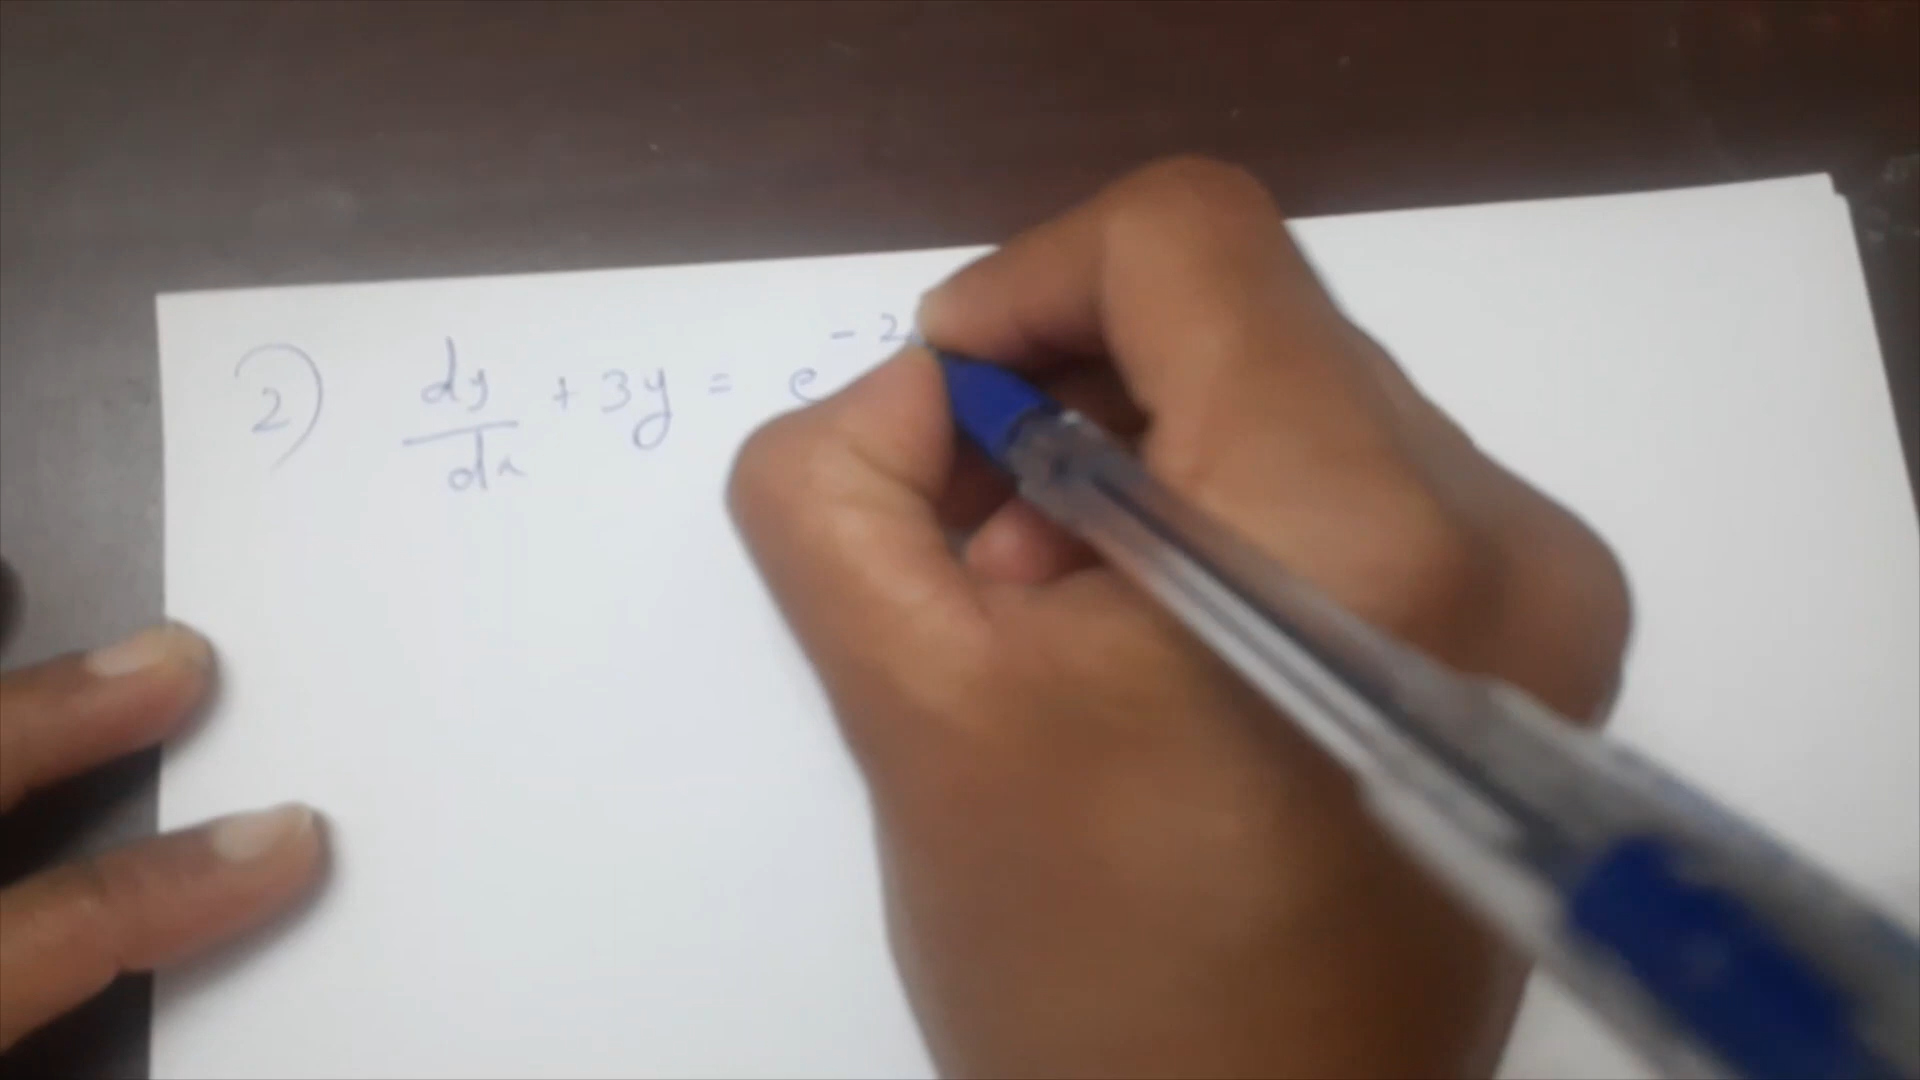 2) dy/dx + 3y = e^-2